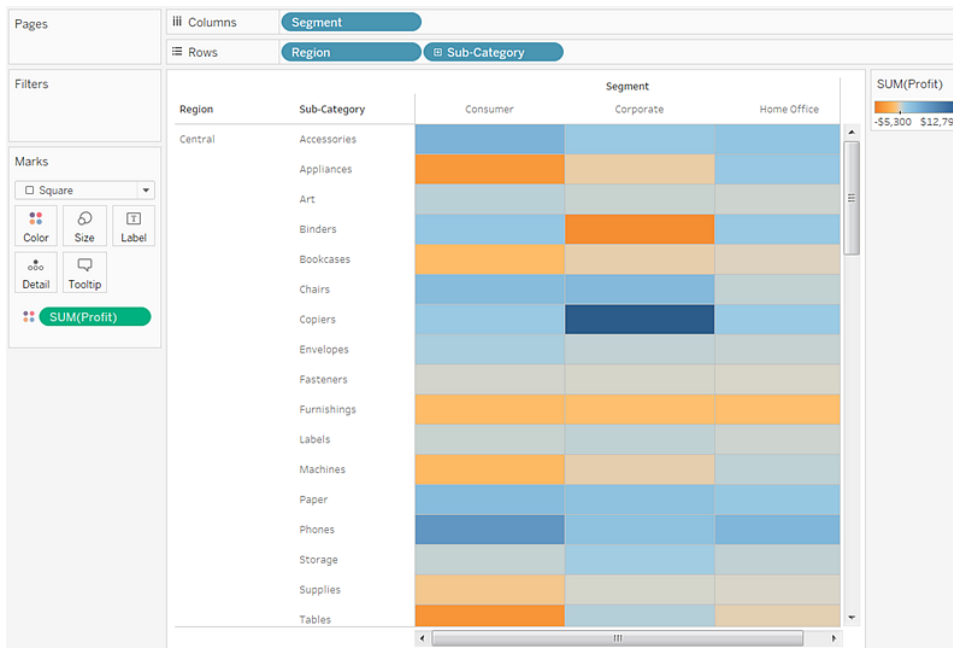 Pages
Columns Segment
Rows Region Sub-Category
Filters
Marks
Square
Color Size Label
Detail Tooltip
SUM(Profit)
Segment
Region Sub-Category Consumer Corporate Home Office
Central Accessories
Appliances
Art
Binders
Bookcases
Chairs
Copiers
Envelopes
Fasteners
Furnishings
Labels
Machines
Paper
Phones
Storage
Supplies
Tables
SUM(Profit)
-$5,300 $12,79